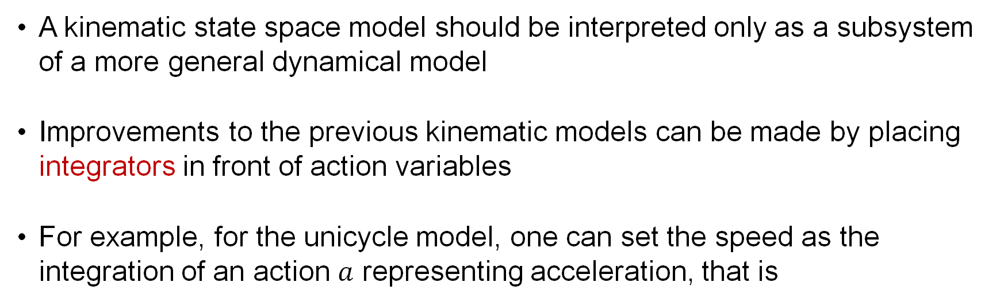 • A kinematic state space model should be interpreted only as a subsystem
of a more general dynamical model
• Improvements to the previous kinematic models can be made by placing
integrators in front of action variables
• For example, for the unicycle model, one can set the speed as the
integration of an action 𝑎 representing acceleration, that is